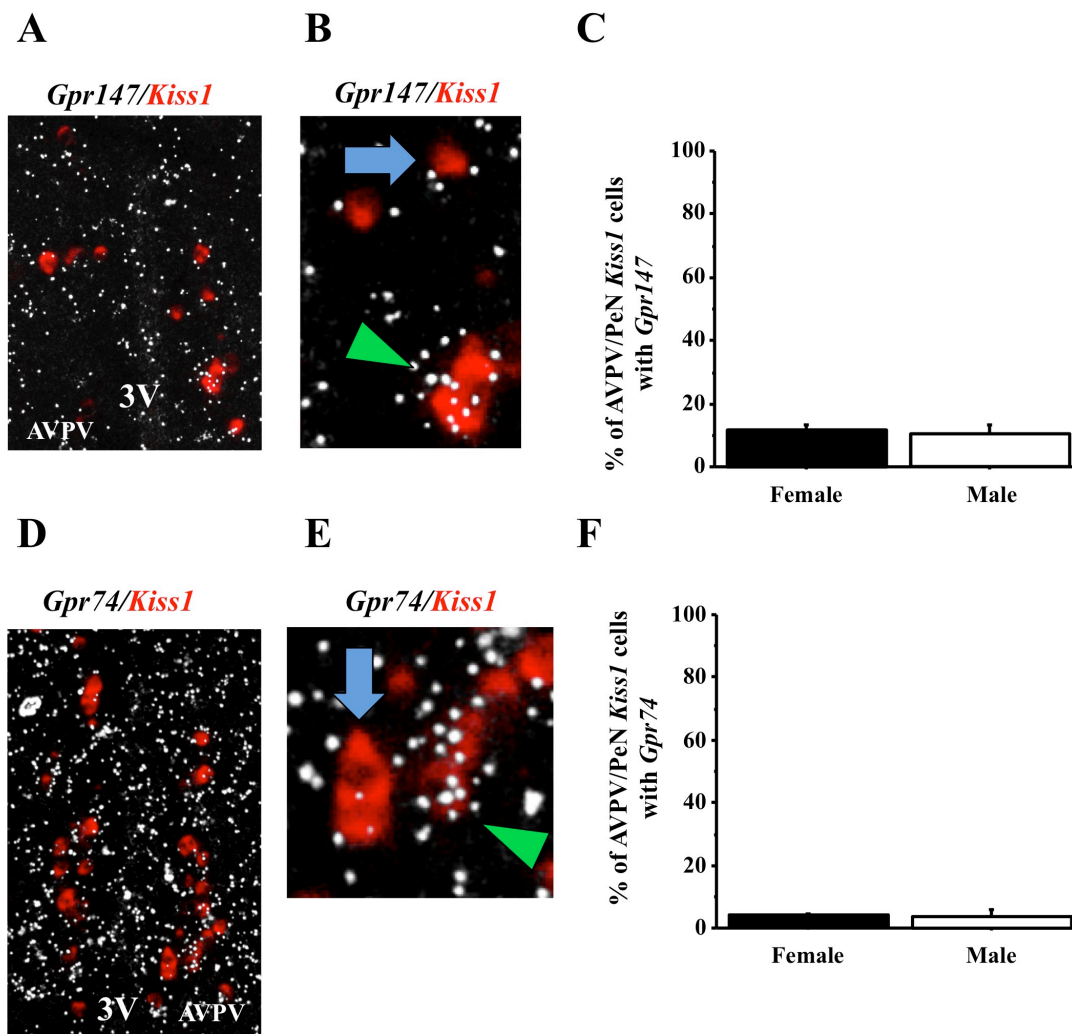 A
B
C
Gpr147/Kiss1
Gpr147/Kiss1
3V
AVPV
% of AVPV/PeN Kiss1 cells
with Gpr147
100
80
60
40
20
0
Female
Male
D
E
F
Gpr74/Kiss1
Gpr74/Kiss1
3V
AVPV
% of AVPV/PeN Kiss1 cells
with Gpr74
100
80
60
40
20
0
Female
Male